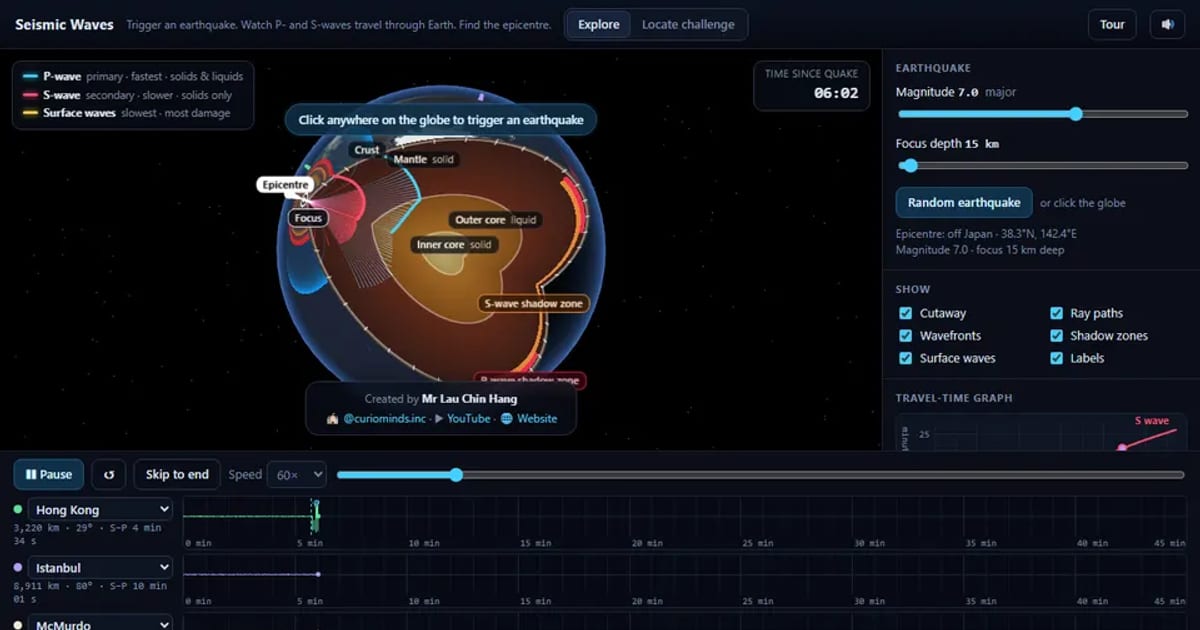 Seismic Waves
Trigger an earthquake. Watch P- and S-waves travel through Earth. Find the epicentre.
Explore
Locate challenge
Tour
P-wave primary · fastest · solids & liquids
S-wave secondary · slower · solids only
Surface waves slowest · most damage
TIME SINCE QUAKE
06:02
Click anywhere on the globe to trigger an earthquake
Crust
Mantle solid
Epicentre
Focus
Outer core liquid
Inner core solid
S-wave shadow zone
P-wave shadow zone
Created by Mr Lau Chin Hang
@curiominds.inc · YouTube · Website
EARTHQUAKE
Magnitude 7.0 major
Focus depth 15 km
Random earthquake or click the globe
Epicentre: off Japan · 38.3°N, 142.4°E
Magnitude 7.0 · focus 15 km deep
SHOW
Cutaway
Ray paths
Wavefronts
Shadow zones
Surface waves
Labels
TRAVEL-TIME GRAPH
S wave
25
Pause
Skip to end
Speed
60×
Hong Kong
3,220 km · 29° · S-P 4 min
34 s
0 min 5 min 10 min 15 min 20 min 25 min 30 min 35 min 40 min 45 min
Istanbul
8,911 km · 80° · S-P 10 min
01 s
0 min 5 min 10 min 15 min 20 min 25 min 30 min 35 min 40 min 45 min
McMurdo